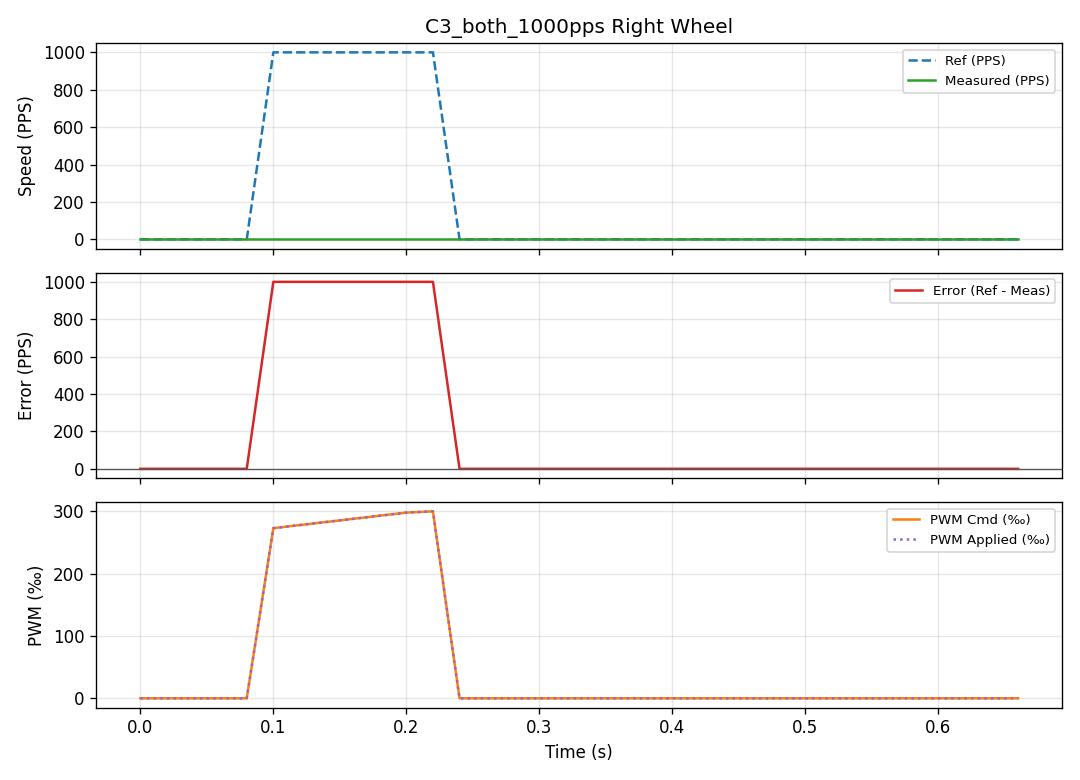 C3_both_1000pps Right Wheel
1000
800
600
400
200
0
Speed (PPS)
Ref (PPS)
Measured (PPS)
1000
800
600
400
200
0
Error (PPS)
Error (Ref - Meas)
300
200
100
0
PWM (‰)
PWM Cmd (‰)
PWM Applied (‰)
0.0 0.1 0.2 0.3 0.4 0.5 0.6
Time (s)